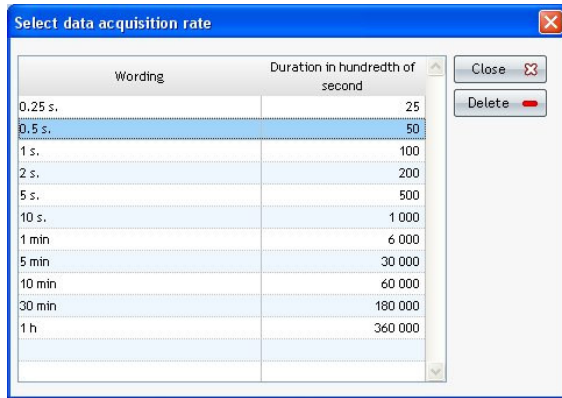 Select data acquisition rate
Wording Duration in hundredth of second
Close
Delete
0.25 s. 25
0.5 s. 50
1 s. 100
2 s. 200
5 s. 500
10 s. 1 000
1 min 6 000
5 min 30 000
10 min 60 000
30 min 180 000
1 h 360 000